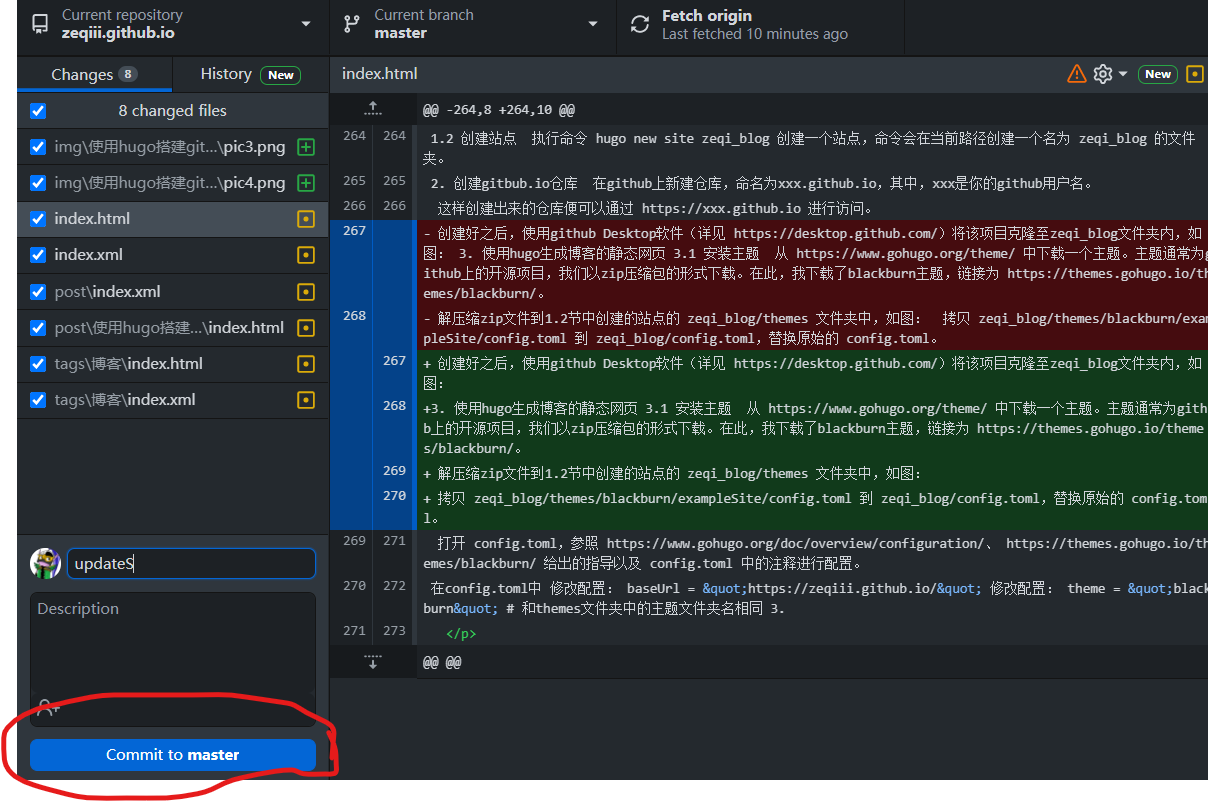 Current repository
zeqiii.github.io
Current branch
master
Fetch origin
Last fetched 10 minutes ago
Changes 8
History New
index.html
New
8 changed files
img\使用hugo搭建git...\pic3.png
img\使用hugo搭建git...\pic4.png
index.html
index.xml
post\index.xml
post\使用hugo搭建...\index.html
tags\博客\index.html
tags\博客\index.xml
updateS
Description
Commit to master
@@ -264,8 +264,10 @@
264 264 1.2 创建站点 执行命令 hugo new site zeqi_blog 创建一个站点，命令会在当前路径创建一个名为 zeqi_blog 的文件
夹。
265 265 2. 创建gitbub.io仓库 在github上新建仓库，命名为xxx.github.io，其中，xxx是你的github用户名。
266 266 这样创建出来的仓库便可以通过 https://xxx.github.io 进行访问。
267 - 创建好之后，使用github Desktop软件（详见 https://desktop.github.com/）将该项目克隆至zeqi_blog文件夹内，如
图： 3. 使用hugo生成博客的静态网页 3.1 安装主题 从 https://www.gohugo.org/theme/ 中下载一个主题。主题通常为g
ithub上的开源项目，我们以zip压缩包的形式下载。在此，我下载了blackburn主题，链接为 https://themes.gohugo.io/th
emes/blackburn/。
268 - 解压缩zip文件到1.2节中创建的站点的 zeqi_blog/themes 文件夹中，如图： 拷贝 zeqi_blog/themes/blackburn/exam
pleSite/config.toml 到 zeqi_blog/config.toml，替换原始的 config.toml。
267 + 创建好之后，使用github Desktop软件（详见 https://desktop.github.com/）将该项目克隆至zeqi_blog文件夹内，如
图：
268 +3. 使用hugo生成博客的静态网页 3.1 安装主题 从 https://www.gohugo.org/theme/ 中下载一个主题。主题通常为gith
b上的开源项目，我们以zip压缩包的形式下载。在此，我下载了blackburn主题，链接为 https://themes.gohugo.io/theme
s/blackburn/。
269 + 解压缩zip文件到1.2节中创建的站点的 zeqi_blog/themes 文件夹中，如图：
270 + 拷贝 zeqi_blog/themes/blackburn/exampleSite/config.toml 到 zeqi_blog/config.toml，替换原始的 config.tom
l。
269 271 打开 config.toml，参照 https://www.gohugo.org/doc/overview/configuration/、 https://themes.gohugo.io/th
emes/blackburn/ 给出的指导以及 config.toml 中的注释进行配置。
270 272 在config.toml中 修改配置： baseUrl = &quot;https://zeqiii.github.io/&quot; 修改配置： theme = &quot;black
burn&quot; # 和themes文件夹中的主题文件夹名相同 3.
271 273 </p>
@@ @@